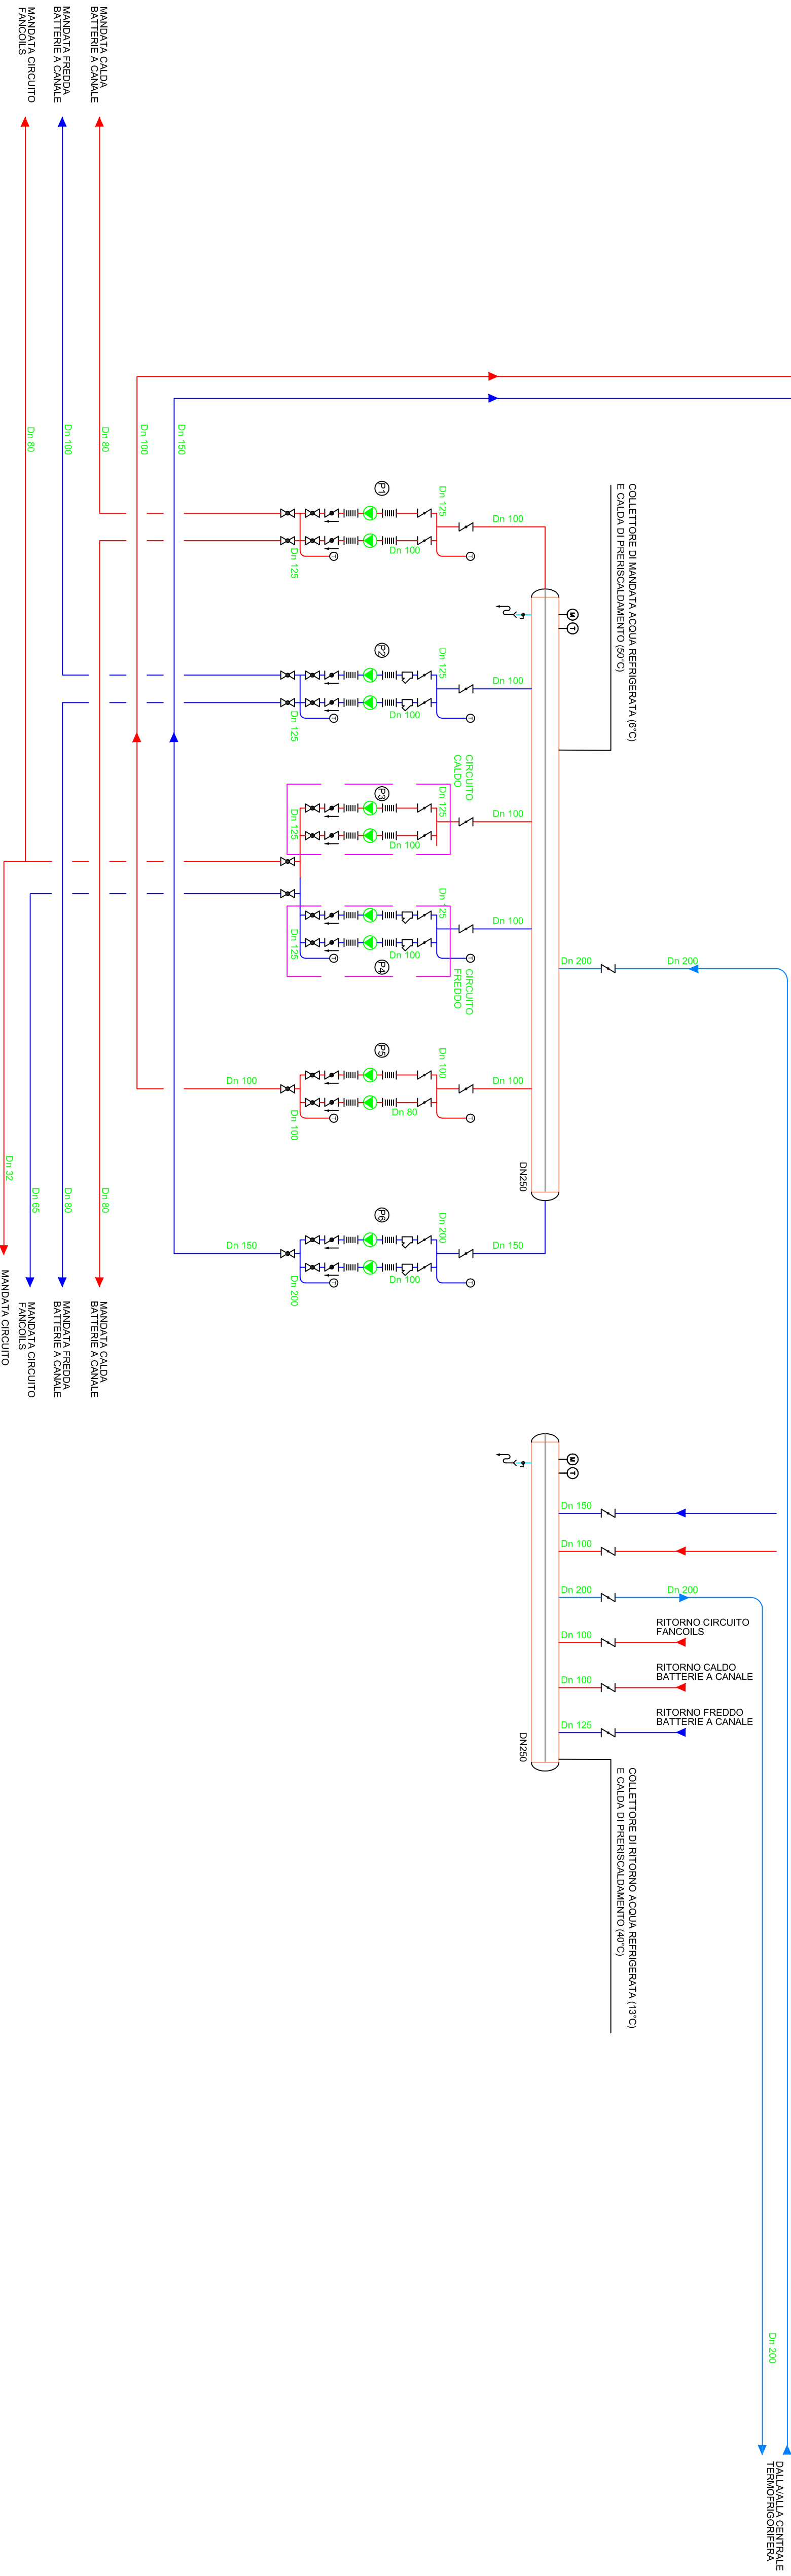 MANDATA CALDA
BATTERIE A CANALE
MANDATA FREDDA
BATTERIE A CANALE
MANDATA CIRCUITO
FANCOILS
Dn 80
Dn 100
Dn 80
Dn 100
Dn 150
COLLETTORE DI MANDATA ACQUA REFRIGERATA (6°C)
E CALDA DI PRERISCALDAMENTO (50°C)
P1
Dn 125
Dn 100
Dn 100
Dn 125
T
T
M
T
P2
Dn 125
Dn 100
Dn 100
Dn 125
T
T
CIRCUITO
CALDO
P3
Dn 125
Dn 100
Dn 100
Dn 125
Dn 125
Dn 100
Dn 100
Dn 125
P4
T
T
CIRCUITO
FREDDO
Dn 200
Dn 200
P5
Dn 100
Dn 100
Dn 80
Dn 100
Dn 100
T
T
DN250
P6
Dn 200
Dn 150
Dn 100
Dn 150
Dn 200
T
T
Dn 32
Dn 65
Dn 80
Dn 80
MANDATA CALDA
BATTERIE A CANALE
MANDATA FREDDA
BATTERIE A CANALE
MANDATA CIRCUITO
FANCOILS
MANDATA CIRCUITO
M
T
Dn 150
Dn 100
Dn 200
Dn 200
Dn 100
RITORNO CIRCUITO
FANCOILS
Dn 100
RITORNO CALDO
BATTERIE A CANALE
Dn 125
RITORNO FREDDO
BATTERIE A CANALE
DN250
COLLETTORE DI RITORNO ACQUA REFRIGERATA (13°C)
E CALDA DI PRERISCALDAMENTO (40°C)
Dn 200
DALLA/ALLA CENTRALE
TERMOFRIGORIFERA